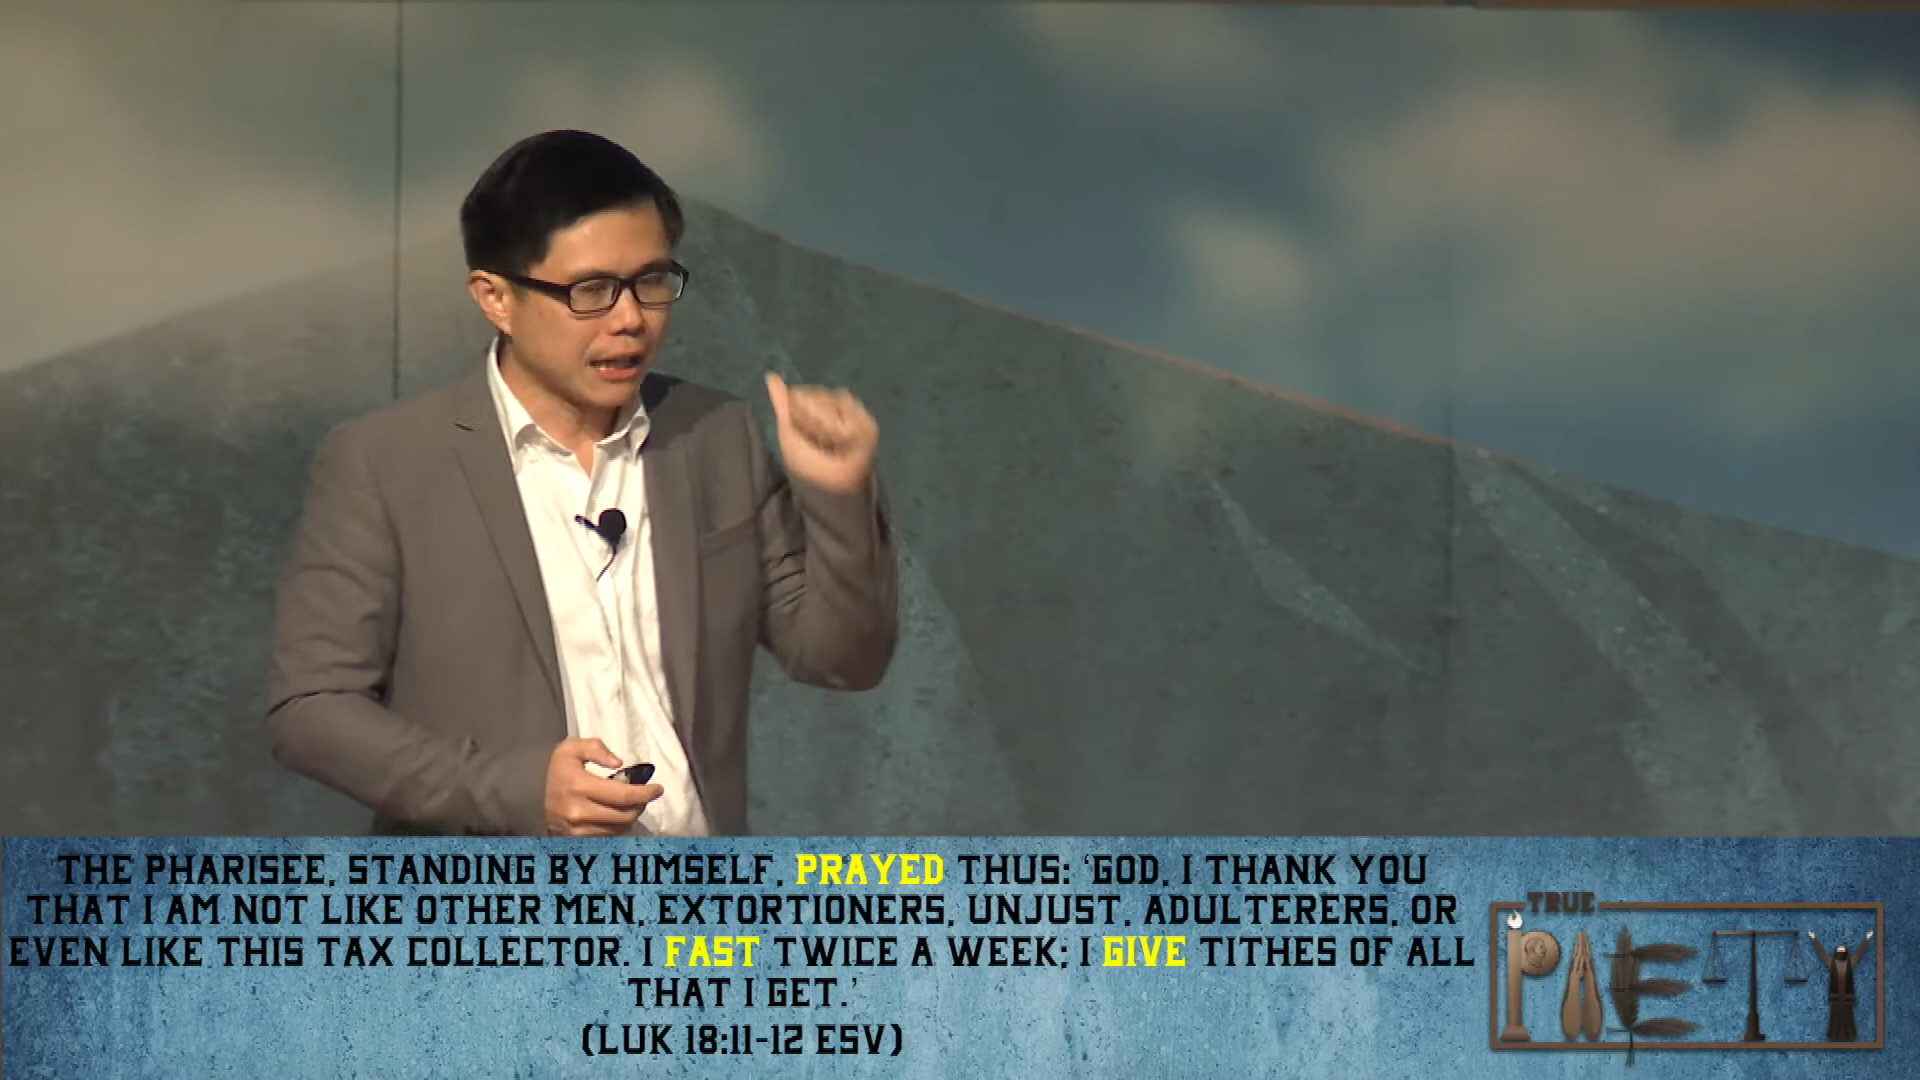 THE PHARISEE, STANDING BY HIMSELF, PRAYED THUS: ‘GOD, I THANK YOU
THAT I AM NOT LIKE OTHER MEN, EXTORTIONERS, UNJUST, ADULTERERS, OR
EVEN LIKE THIS TAX COLLECTOR. I FAST TWICE A WEEK; I GIVE TITHES OF ALL
THAT I GET.’
(LUK 18:11-12 ESV)
TRUE
PIETY